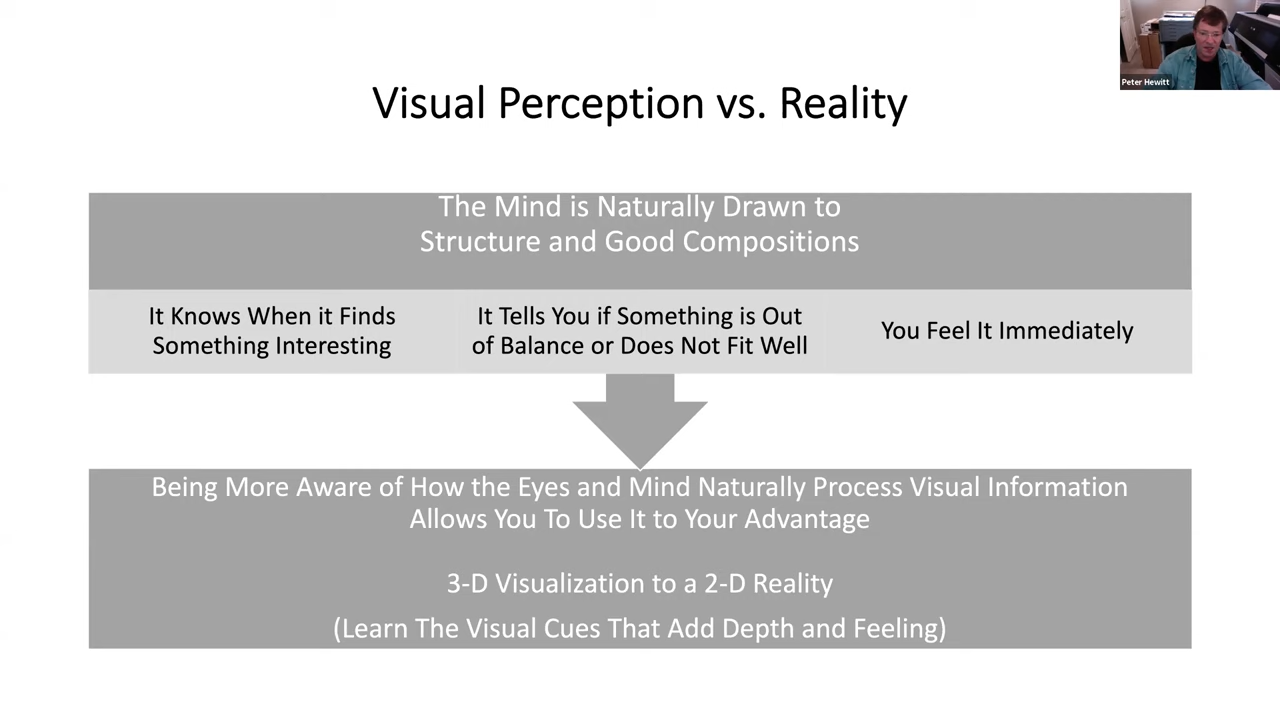 Peter Hewitt
Visual Perception vs. Reality
The Mind is Naturally Drawn to
Structure and Good Compositions
It Knows When it Finds
Something Interesting
It Tells You if Something is Out
of Balance or Does Not Fit Well
You Feel It Immediately
Being More Aware of How the Eyes and Mind Naturally Process Visual Information
Allows You To Use It to Your Advantage
3-D Visualization to a 2-D Reality
(Learn The Visual Cues That Add Depth and Feeling)